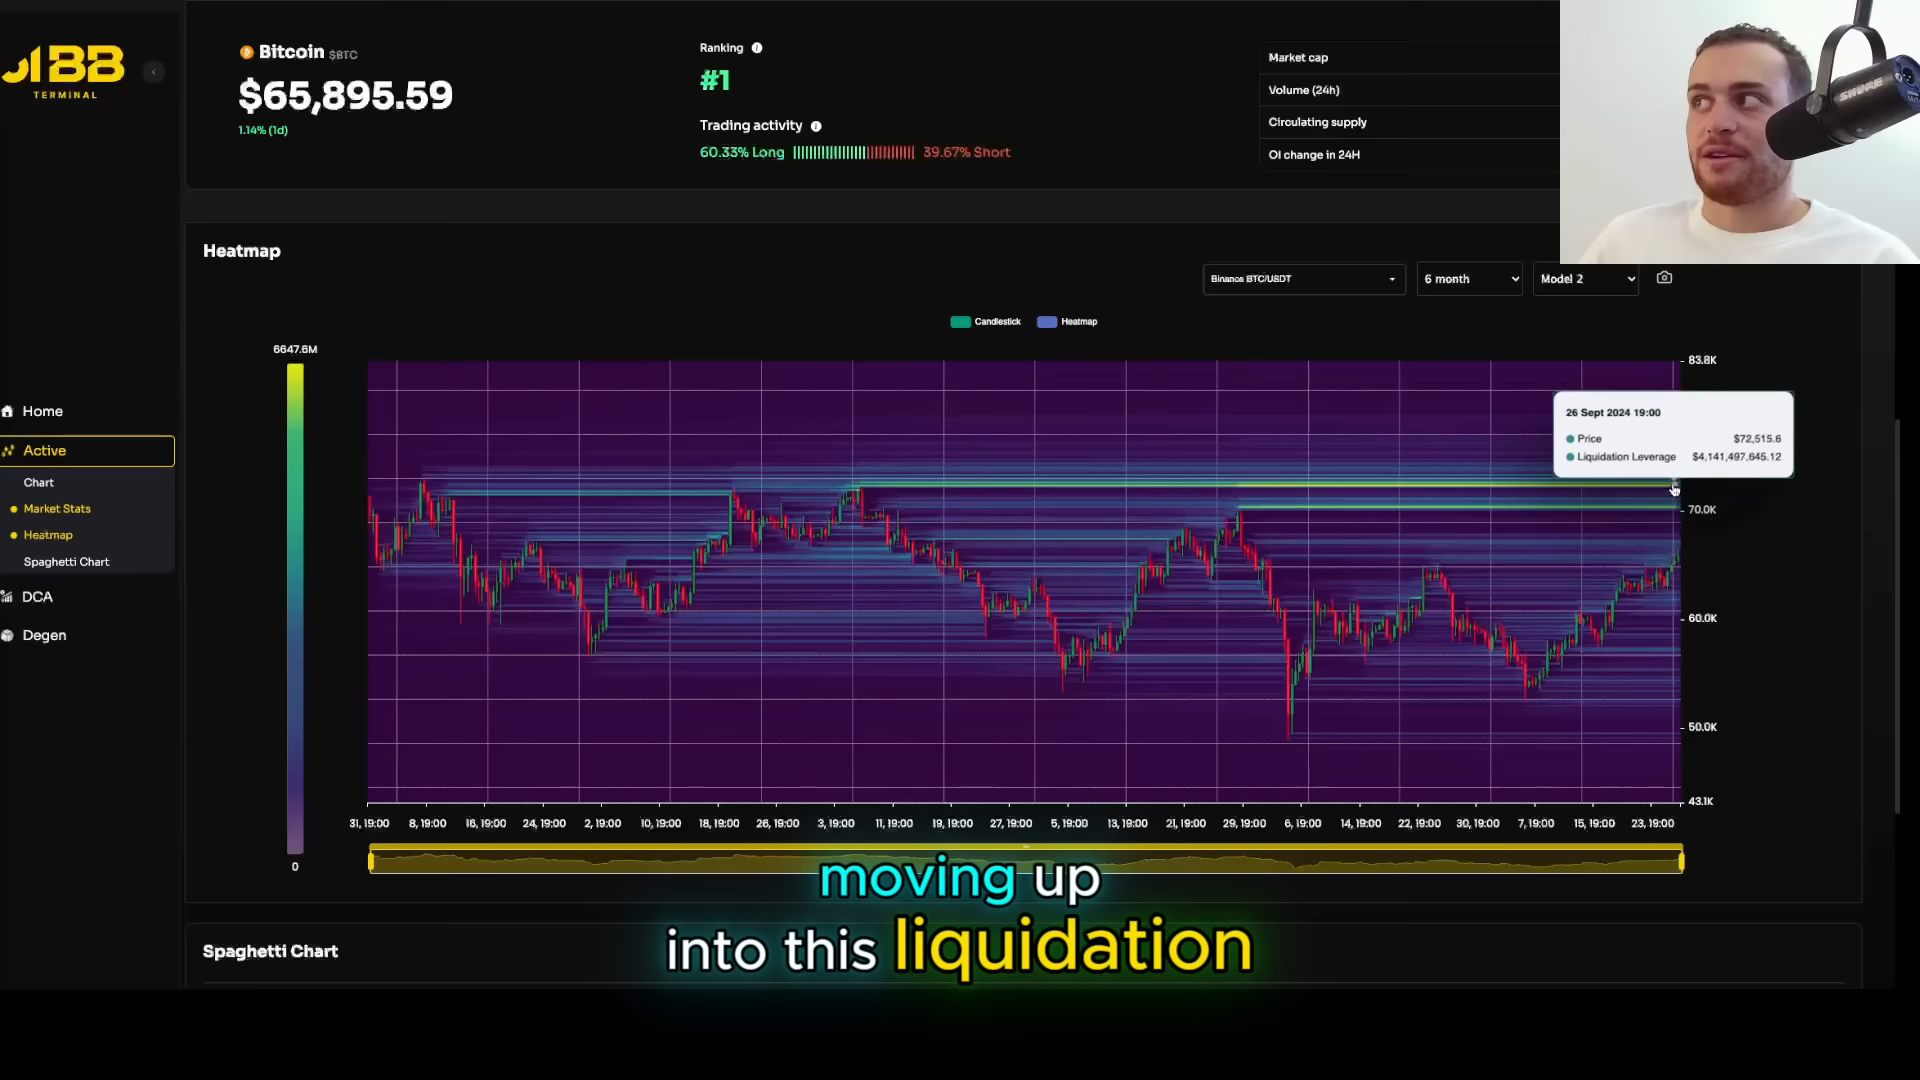 BB
TERMINAL
Home
Active
Chart
Market Stats
Heatmap
Spaghetti Chart
DCA
Degen
Bitcoin $BTC
$65,895.59
1.14% (1d)
Ranking
#1
Trading activity
60.33% Long
39.67% Short
Market cap
Volume (24h)
Circulating supply
OI change in 24H
SHURE
Heatmap
Binance BTC/USDT
6 month
Model 2
Candlestick
Heatmap
6647.6M
0
26 Sept 2024 19:00
Price $72,515.6
Liquidation Leverage $4,141,497,645.12
83.8K
70.0K
60.0K
50.0K
43.1K
31, 19:00 8, 19:00 16, 19:00 24, 19:00 2, 19:00 10, 19:00 18, 19:00 26, 19:00 3, 19:00 11, 19:00 19, 19:00 27, 19:00 5, 19:00 13, 19:00 21, 19:00 29, 19:00 6, 19:00 14, 19:00 22, 19:00 30, 19:00 7, 19:00 15, 19:00 23, 19:00
moving up
into this liquidation
Spaghetti Chart